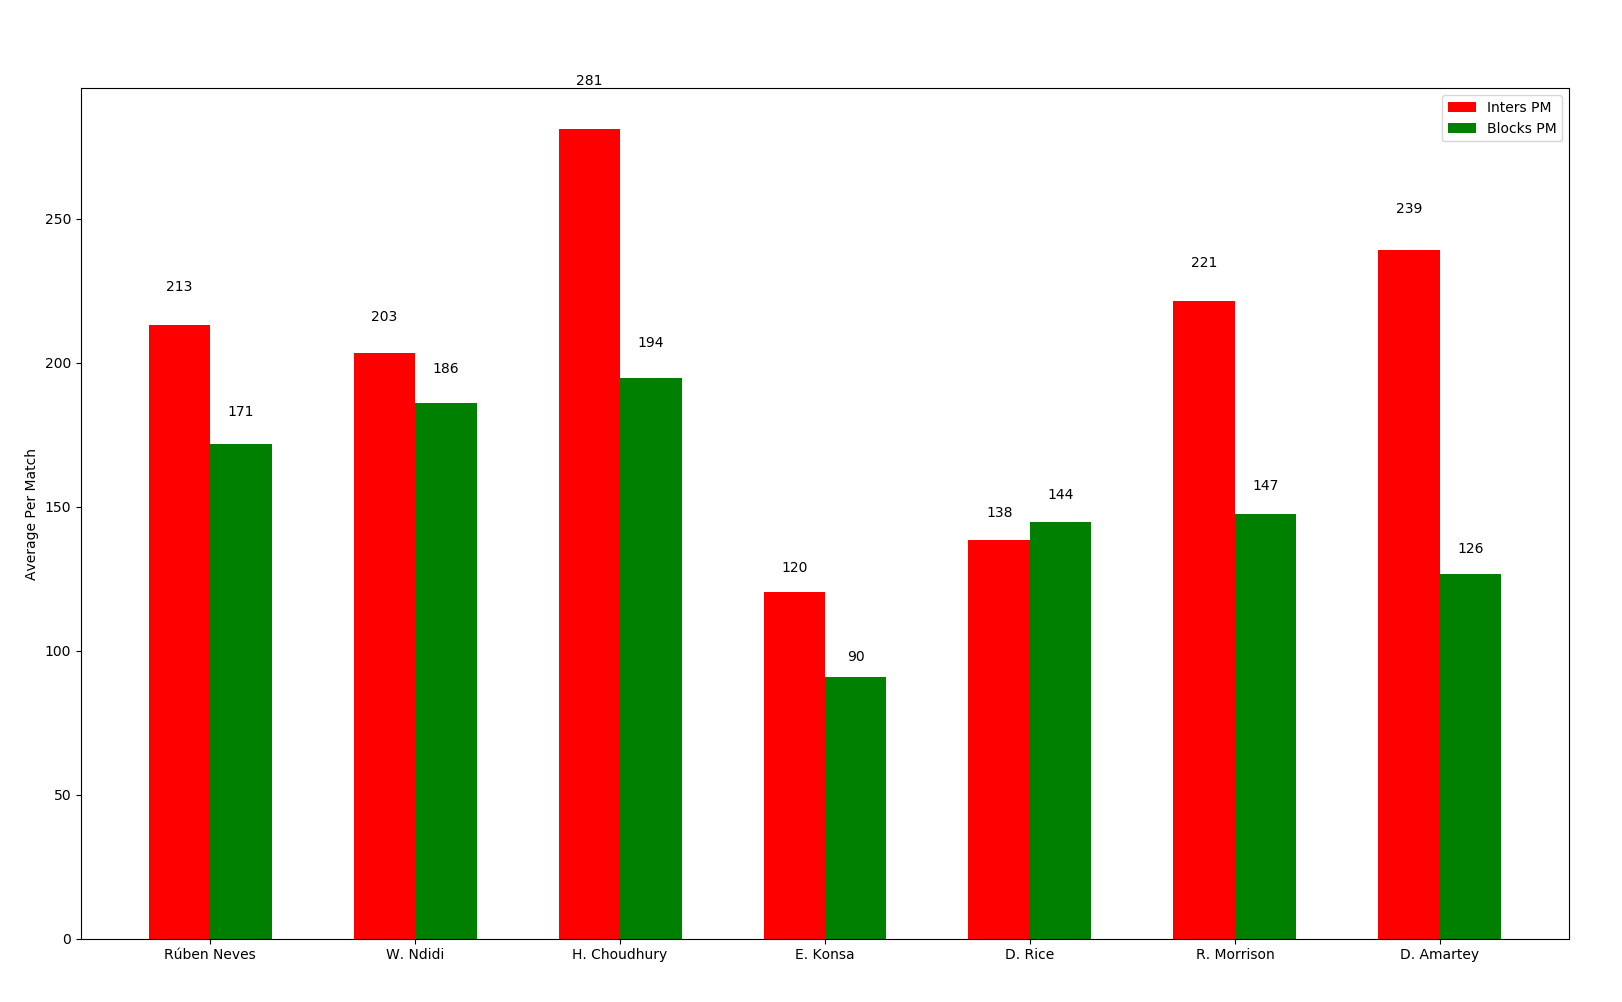 281
Inters PM
Blocks PM
Average Per Match
250
200
150
100
50
0
213
171
203
186
194
120
90
138
144
221
147
239
126
Rúben Neves
W. Ndidi
H. Choudhury
E. Konsa
D. Rice
R. Morrison
D. Amartey